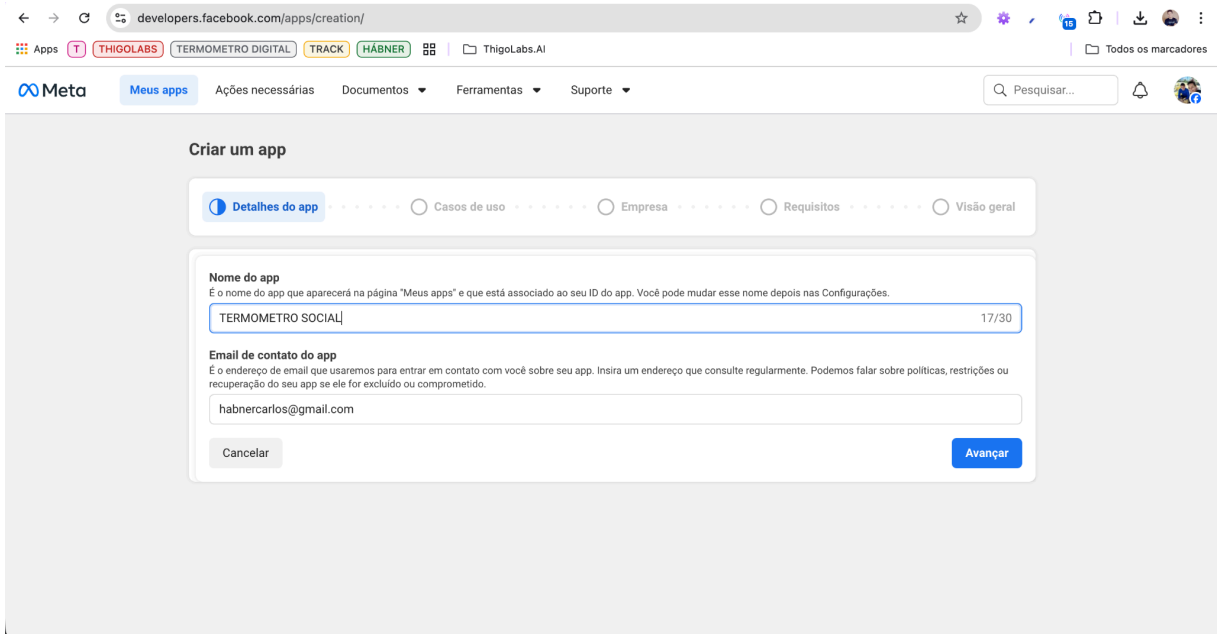 developers.facebook.com/apps/creation/
15
Apps
T
THIGOLABS
TERMOMETRO DIGITAL
TRACK
HÁBNER
ThigoLabs.AI
Todos os marcadores
Meta
Meus apps
Ações necessárias
Documentos
Ferramentas
Suporte
Pesquisar...
Criar um app
Detalhes do app
Casos de uso
Empresa
Requisitos
Visão geral
Nome do app
É o nome do app que aparecerá na página "Meus apps" e que está associado ao seu ID do app. Você pode mudar esse nome depois nas Configurações.
TERMOMETRO SOCIAL
17/30
Email de contato do app
É o endereço de email que usaremos para entrar em contato com você sobre seu app. Insira um endereço que consulte regularmente. Podemos falar sobre políticas, restrições ou
recuperação do seu app se ele for excluído ou comprometido.
habnercarlos@gmail.com
Cancelar
Avançar